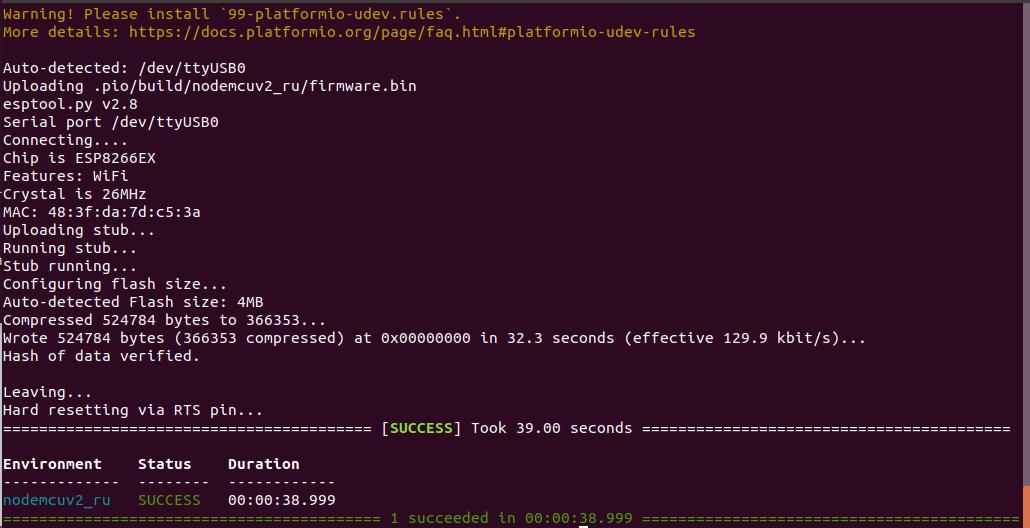 Warning! Please install `99-platformio-udev.rules`.
More details: https://docs.platformio.org/page/faq.html#platformio-udev-rules
Auto-detected: /dev/ttyUSB0
Uploading .pio/build/nodemcuv2_ru/firmware.bin
esptool.py v2.8
Serial port /dev/ttyUSB0
Connecting....
Chip is ESP8266EX
Features: WiFi
Crystal is 26MHz
MAC: 48:3f:da:7d:c5:3a
Uploading stub...
Running stub...
Stub running...
Configuring flash size...
Auto-detected Flash size: 4MB
Compressed 524784 bytes to 366353...
Wrote 524784 bytes (366353 compressed) at 0x00000000 in 32.3 seconds (effective 129.9 kbit/s)...
Hash of data verified.
Leaving...
Hard resetting via RTS pin...
========================================= [SUCCESS] Took 39.00 seconds =========================================
Environment    Status    Duration
-------------  --------  ------------
nodemcuv2_ru   SUCCESS   00:00:38.999
========================================== 1 succeeded in 00:00:38.999 ==========================================